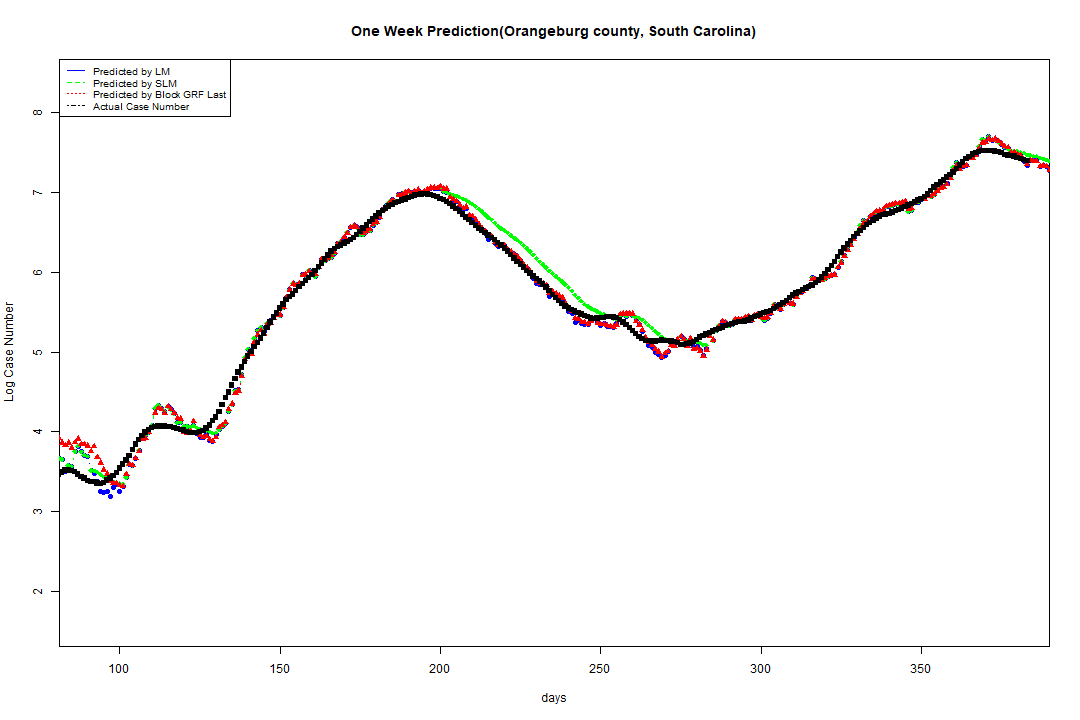 One Week Prediction(Orangeburg county, South Carolina)
Predicted by LM
Predicted by SLM
Predicted by Block GRF Last
Actual Case Number
Log Case Number
8
7
6
5
4
3
2
100 150 200 250 300 350
days